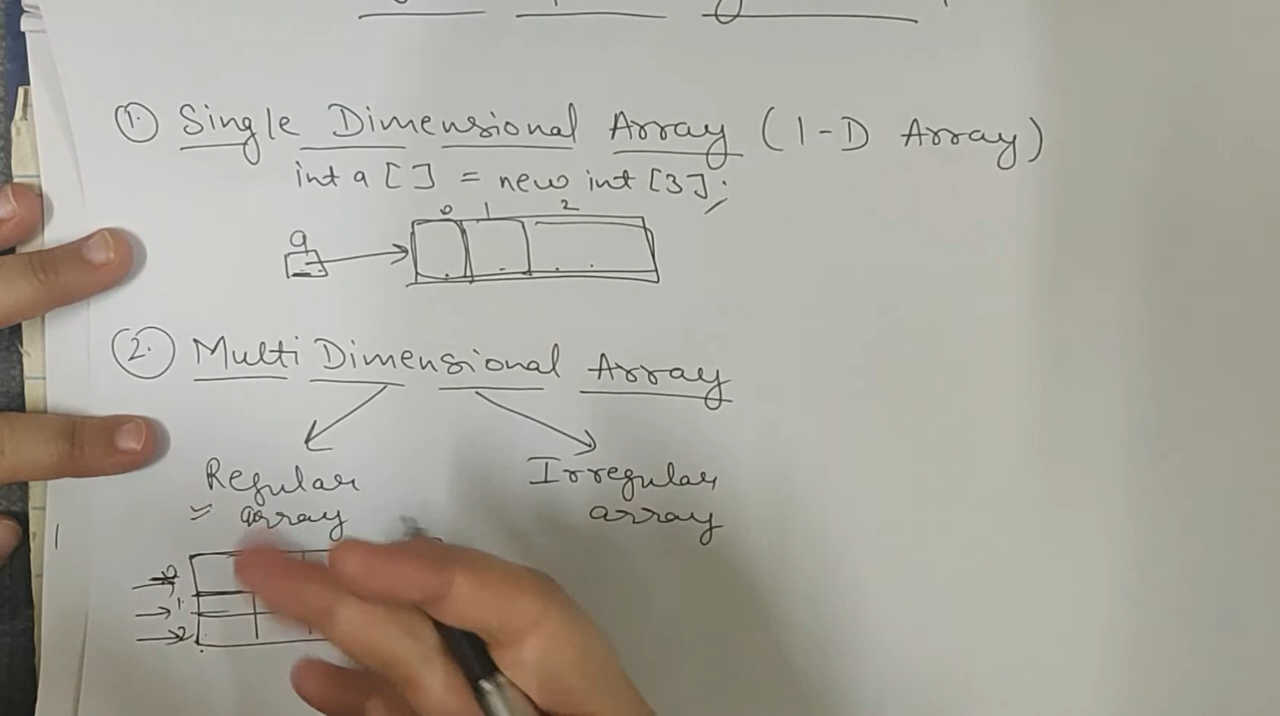 1. Single Dimensional Array (1-D Array)
int a [] = new int [3];
0 1 2
a
2. Multi Dimensional Array
Regular Irregular
array array
0
1
2